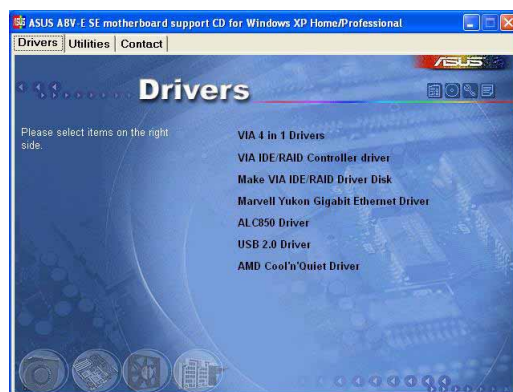 ASUS A8V-E SE motherboard support CD for Windows XP Home/Professional
Drivers Utilities Contact
ASUS
Drivers
Please select items on the right
side.
VIA 4 in 1 Drivers
VIA IDE/RAID Controller driver
Make VIA IDE/RAID Driver Disk
Marvell Yukon Gigabit Ethernet Driver
ALC850 Driver
USB 2.0 Driver
AMD Cool'n'Quiet Driver